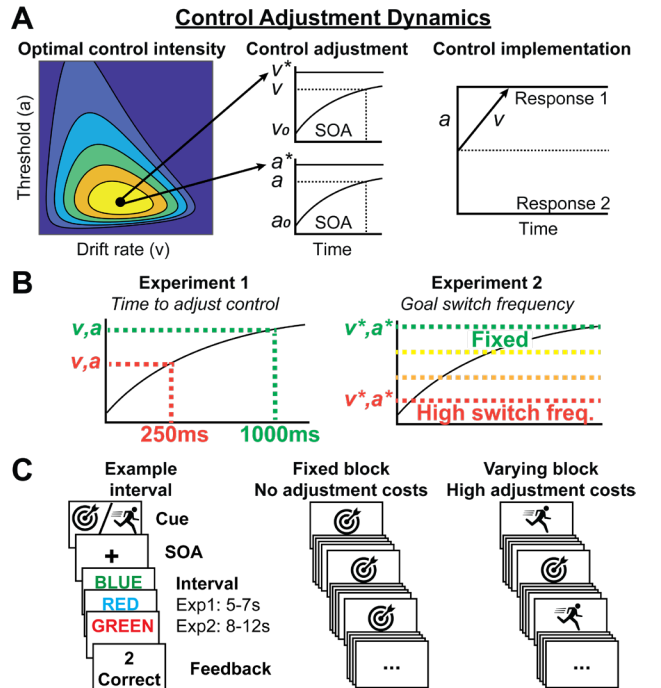 A
Control Adjustment Dynamics
Optimal control intensity
Control adjustment
Control implementation
Threshold (a)
Drift rate (v)
v*
v
v₀
SOA
a*
a
a₀
SOA
Time
a
v
Response 1
Response 2
Time
B
Experiment 1
Time to adjust control
v,a
v,a
250ms
1000ms
Experiment 2
Goal switch frequency
v*,a*
Fixed
v*,a*
High switch freq.
C
Example
interval
Cue
+
SOA
BLUE
RED
GREEN
Interval
Exp1: 5-7s
Exp2: 8-12s
2
Correct
Feedback
Fixed block
No adjustment costs
...
Varying block
High adjustment costs
...